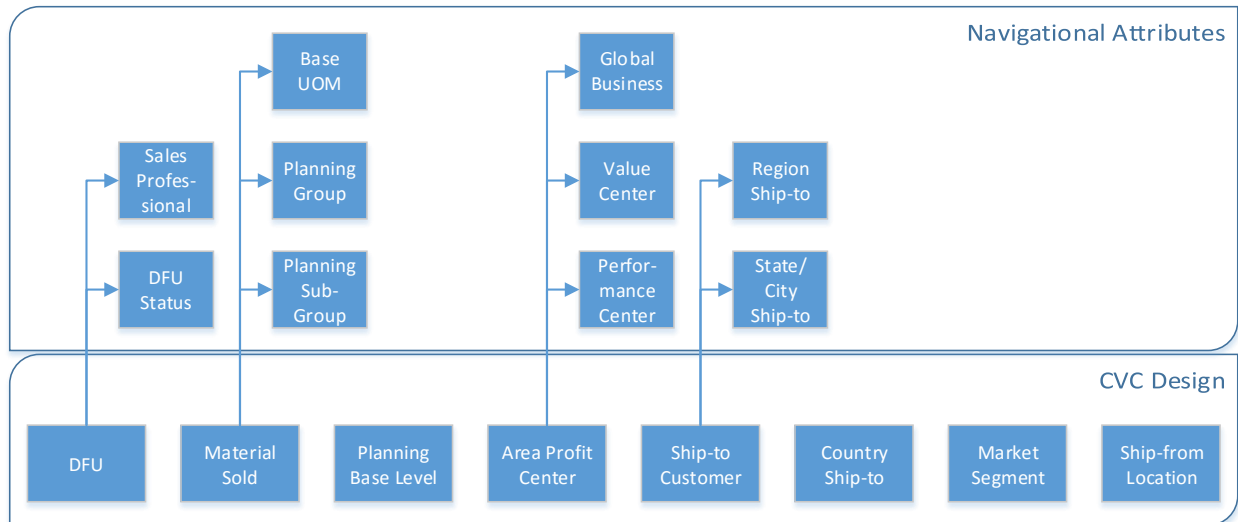 Navigational Attributes
Base
UOM
Global
Business
Sales
Profes-
sional
Planning
Group
Value
Center
Region
Ship-to
DFU
Status
Planning
Sub-
Group
Perfor-
mance
Center
State/
City
Ship-to
CVC Design
DFU
Material
Sold
Planning
Base Level
Area Profit
Center
Ship-to
Customer
Country
Ship-to
Market
Segment
Ship-from
Location